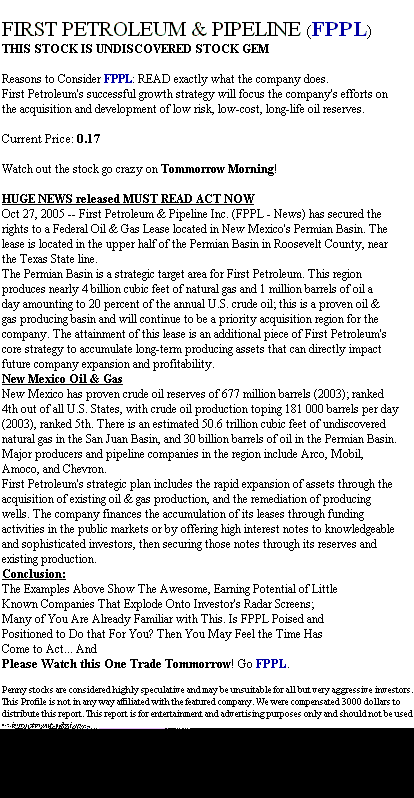 FIRST PETROLEUM & PIPELINE (FPPL)
THIS STOCK IS UNDISCOVERED STOCK GEM
Reasons to Consider FPPL: READ exactly what the company does.
First Petroleum's successful growth strategy will focus the company's efforts on
the acquisition and development of low risk, low-cost, long-life oil reserves.
Current Price: 0.17
Watch out the stock go crazy on Tommorrow Morning!
HUGE NEWS released MUST READ ACT NOW
Oct 27, 2005 -- First Petroleum & Pipeline Inc. (FPPL - News) has secured the
rights to a Federal Oil & Gas Lease located in New Mexico's Permian Basin. The
lease is located in the upper half of the Permian Basin in Roosevelt County, near
the Texas State line.
The Permian Basin is a strategic target area for First Petroleum. This region
produces nearly 4 billion cubic feet of natural gas and 1 million barrels of oil a
day amounting to 20 percent of the annual U.S. crude oil; this is a proven oil &
gas producing basin and will continue to be a priority acquisition region for the
company. The attainment of this lease is an additional piece of First Petroleum's
core strategy to accumulate long-term producing assets that can directly impact
future company expansion and profitability.
New Mexico Oil & Gas
New Mexico has proven crude oil reserves of 677 million barrels (2003); ranked
4th out of all U.S. States, with crude oil production toping 181 000 barrels per day
(2003), ranked 5th. There is an estimated 50.6 trillion cubic feet of undiscovered
natural gas in the San Juan Basin, and 30 billion barrels of oil in the Permian Basin.
Major producers and pipeline companies in the region include Arco, Mobil,
Amoco, and Chevron.
First Petroleum's strategic plan includes the rapid expansion of assets through the
acquisition of existing oil & gas production, and the remediation of producing
wells. The company finances the accumulation of its leases through funding
activities in the public markets or by offering high interest notes to knowledgeable
and sophisticated investors, then securing those notes through its reserves and
existing production.
Conclusion:
The Examples Above Show The Awesome, Earning Potential of Little
Known Companies That Explode Onto Investor's Radar Screens;
Many of You Are Already Familiar with This. Is FPPL Poised and
Positioned to Do that For You? Then You May Feel the Time Has
Come to Act... And
Please Watch this One Trade Tommorrow! Go FPPL.
Penny stocks are considered highly speculative and may be unsuitable for all but very aggressive investors.
This Profile is not in any way affiliated with the featured company. We were compensated 3000 dollars to
distribute this report. This report is for entertainment and advertising purposes only and should not be used